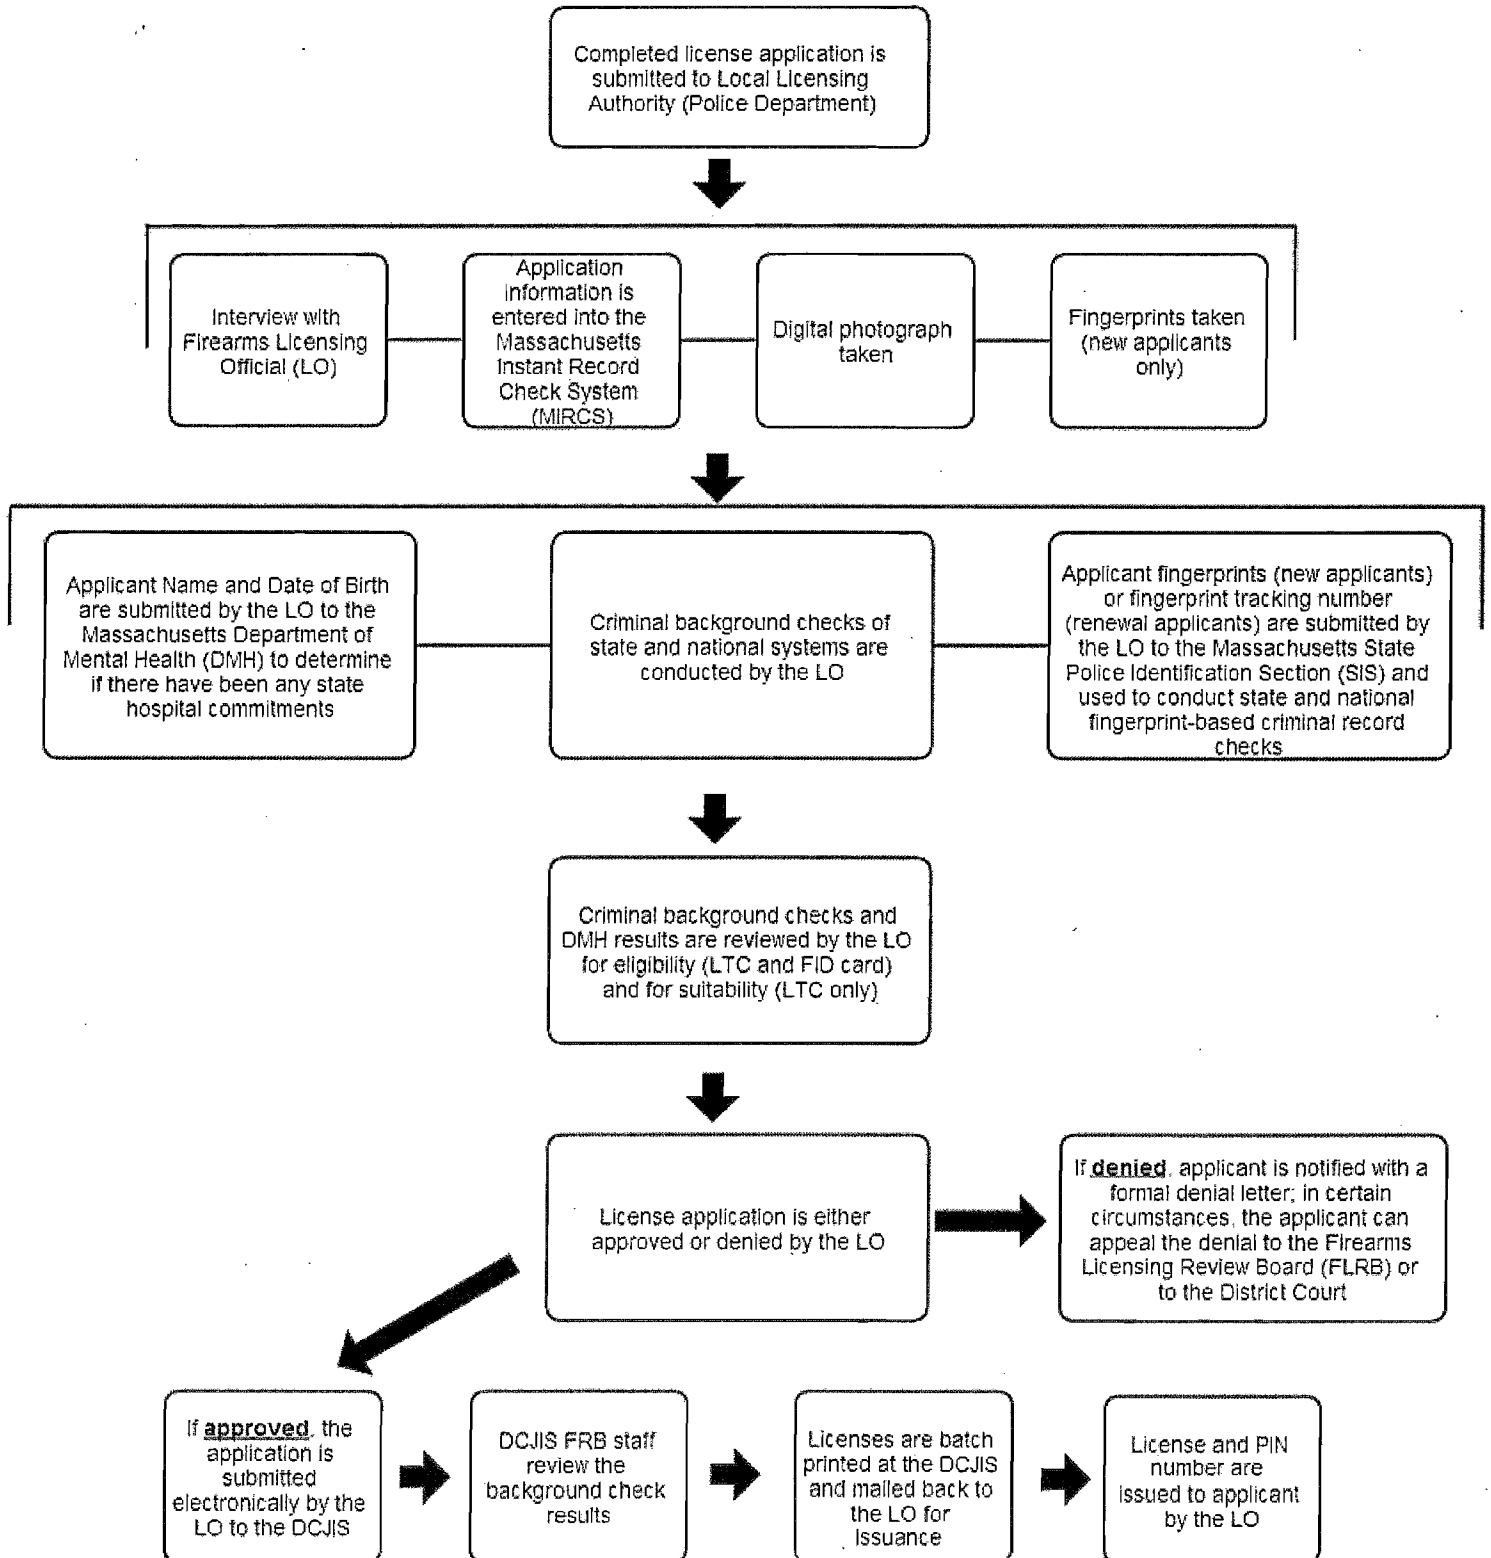 Completed license application is
submitted to Local Licensing
Authority (Police Department)
Interview with
Firearms Licensing
Official (LO)
Application
information is
entered into the
Massachusetts
Instant Record
Check System
(MIRCS)
Digital photograph
taken
Fingerprints taken
(new applicants
only)
Applicant Name and Date of Birth
are submitted by the LO to the
Massachusetts Department of
Mental Health (DMH) to determine
if there have been any state
hospital commitments
Criminal background checks of
state and national systems are
conducted by the LO
Applicant fingerprints (new applicants)
or fingerprint tracking number
(renewal applicants) are submitted by
the LO to the Massachusetts State
Police Identification Section (SIS) and
used to conduct state and national
fingerprint-based criminal record
checks
Criminal background checks and
DMH results are reviewed by the LO
for eligibility (LTC and FID card)
and for suitability (LTC only)
License application is either
approved or denied by the LO
If denied, applicant is notified with a
formal denial letter; in certain
circumstances, the applicant can
appeal the denial to the Firearms
Licensing Review Board (FLRB) or
to the District Court
If approved, the
application is
submitted
electronically by the
LO to the DCJIS
DCJIS FRB staff
review the
background check
results
Licenses are batch
printed at the DCJIS
and mailed back to
the LO for
issuance
License and PIN
number are
issued to applicant
by the LO